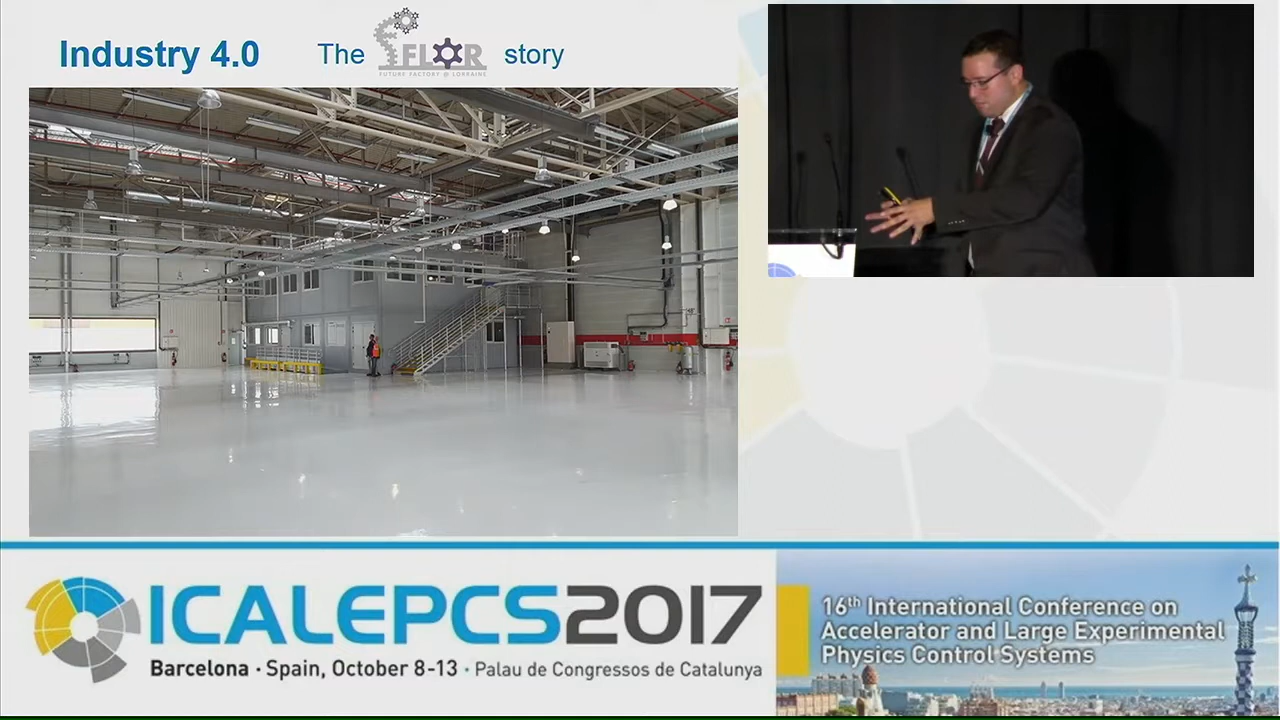 Industry 4.0 The FFLOR story
FUTURE FACTORY @ LORRAINE
ICALEPCS2017
Barcelona · Spain, October 8-13 · Palau de Congressos de Catalunya
16th International Conference on
Accelerator and Large Experimental
Physics Control Systems